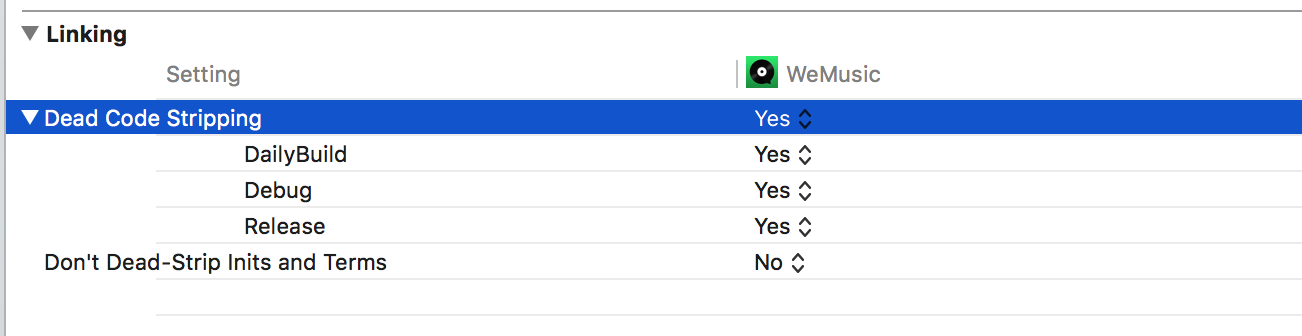 Linking
Setting WeMusic
Dead Code Stripping Yes
DailyBuild Yes
Debug Yes
Release Yes
Don't Dead-Strip Inits and Terms No